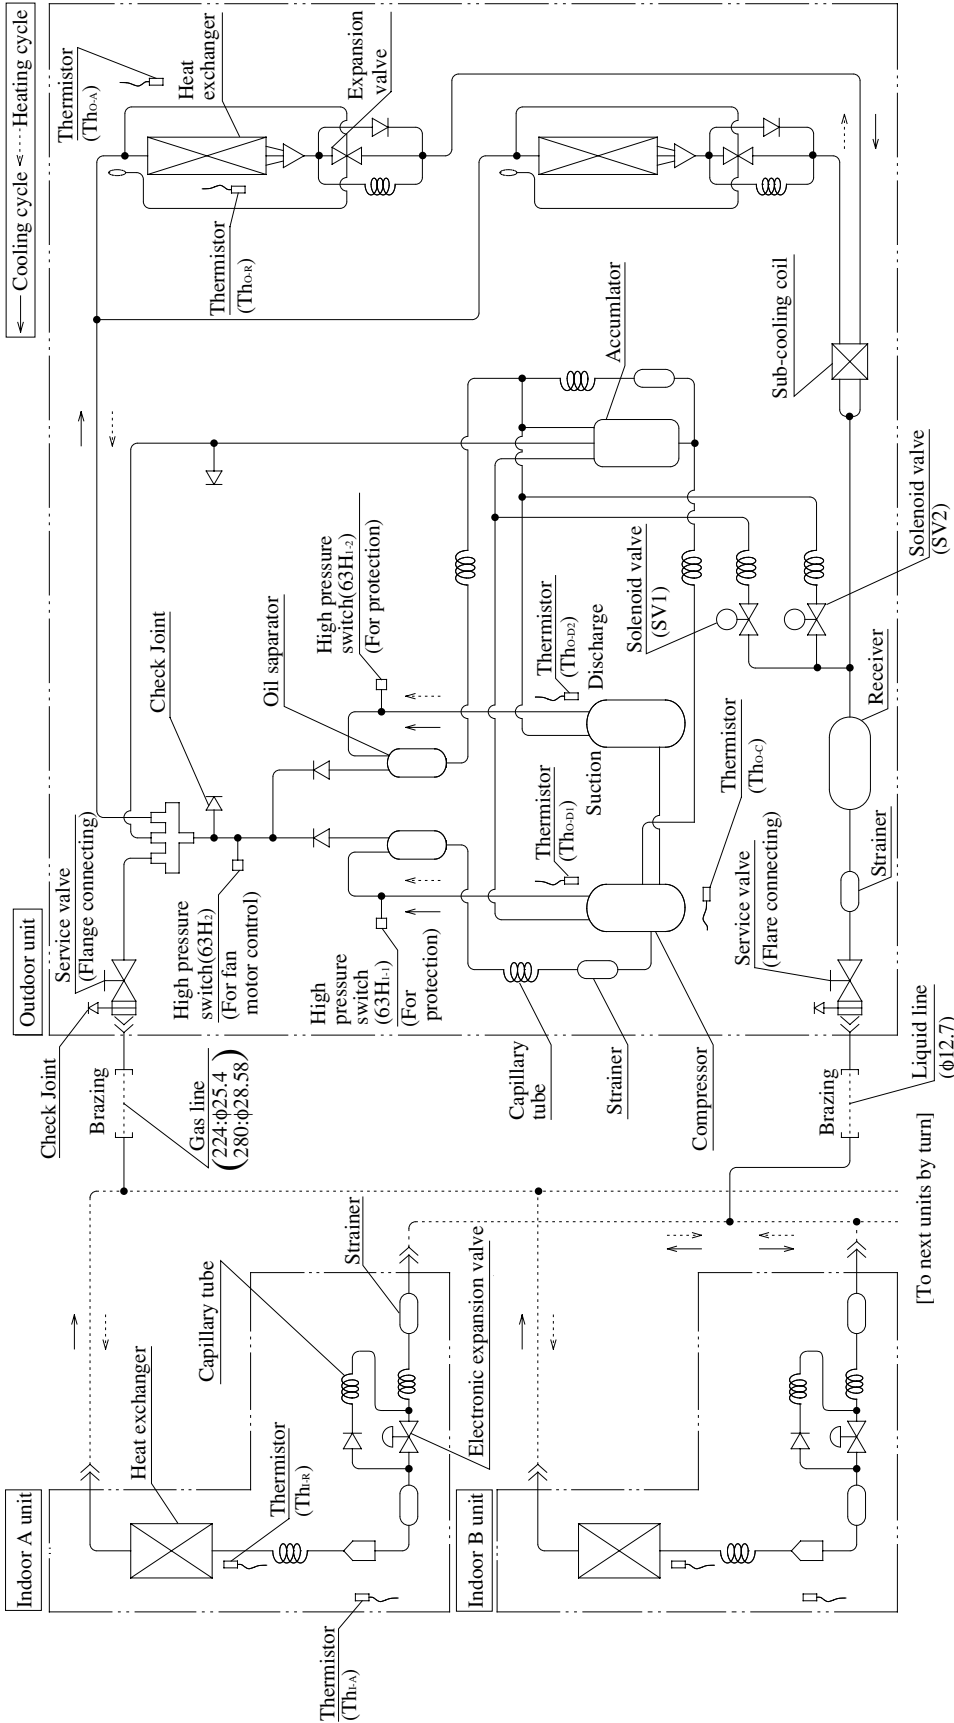 Cooling cycle Heating cycle
Outdoor unit
Service valve
(Flange connecting)
Check Joint
Brazing
Gas line
(224:ϕ25.4
280:ϕ28.58)
High pressure
switch(63H2)
(For fan
motor control)
Check Joint
Oil saparator
High pressure
switch(63H1-2)
(For protection)
High
pressure
switch
(63H1-1)
(For
protection)
Thermistor
(ThO-A)
Heat
exchanger
Expansion
valve
Thermistor
(ThO-R)
Accumlator
Sub-cooling coil
Thermistor
(ThO-D2)
Discharge
Suction
Thermistor
(ThO-D1)
Solenoid valve
(SV1)
Solenoid valve
(SV2)
Thermistor
(ThO-C)
Receiver
Strainer
Service valve
(Flare connecting)
Capillary
tube
Strainer
Compressor
Brazing
Liquid line
(ϕ12.7)
[To next units by turn]
Indoor A unit
Heat exchanger
Capillary tube
Strainer
Thermistor
(ThI-R)
Electronic expansion valve
Thermistor
(ThI-A)
Indoor B unit